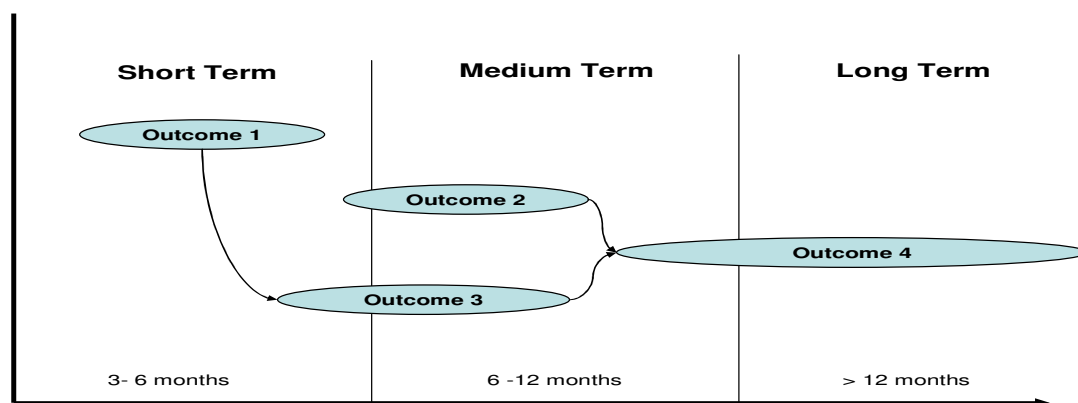 Short Term
Medium Term
Long Term
Outcome 1
Outcome 2
Outcome 4
Outcome 3
3- 6 months
6 -12 months
> 12 months